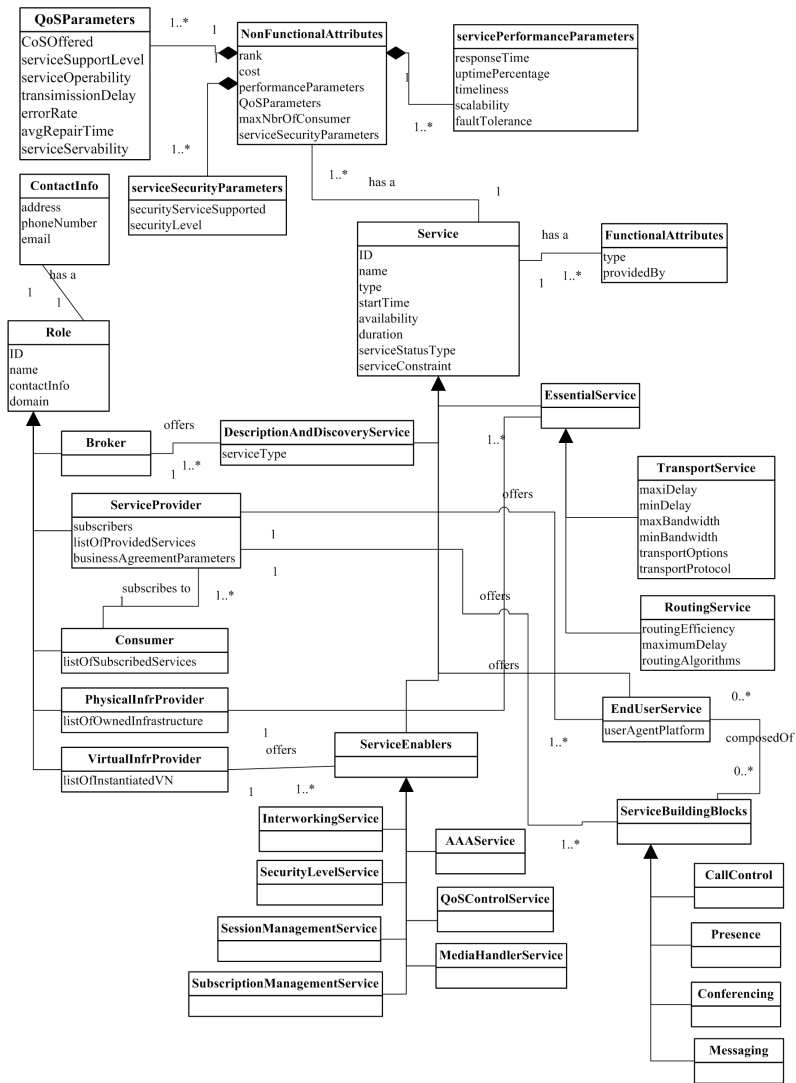 QoSParameters
CoSOffered
serviceSupportLevel
serviceOperability
transimissionDelay
errorRate
avgRepairTime
serviceServability
1..*
1
NonFunctionalAttributes
rank
cost
performanceParameters
QoSParameters
maxNbrOfConsumer
serviceSecurityParameters
1
1
servicePerformanceParameters
responseTime
uptimePercentage
timeliness
scalability
faultTolerance
1..*
1..*
serviceSecurityParameters
securityServiceSupported
securityLevel
1..*
has a
1
ContactInfo
address
phoneNumber
email
has a
1
1
Service
ID
name
type
startTime
availability
duration
serviceStatusType
serviceConstraint
has a
1
1..*
FunctionalAttributes
type
providedBy
Role
ID
name
contactInfo
domain
Broker
offers
1
1..*
DescriptionAndDiscoveryService
serviceType
EssentialService
1..*
TransportService
maxiDelay
minDelay
maxBandwidth
minBandwidth
transportOptions
transportProtocol
ServiceProvider
subscribers
listOfProvidedServices
businessAgreementParameters
1
1
offers
subscribes to
1
1..*
offers
RoutingService
routingEfficiency
maximumDelay
routingAlgorithms
Consumer
listOfSubscribedServices
offers
PhysicalInfrProvider
listOfOwnedInfrastructure
1
EndUserService
userAgentPlatform
0..*
1..*
composedOf
0..*
VirtualInfrProvider
listOfInstantiatedVN
offers
1
1..*
ServiceEnablers
InterworkingService
AAAService
SecurityLevelService
QoSControlService
SessionManagementService
MediaHandlerService
SubscriptionManagementService
ServiceBuildingBlocks
1..*
CallControl
Presence
Conferencing
Messaging